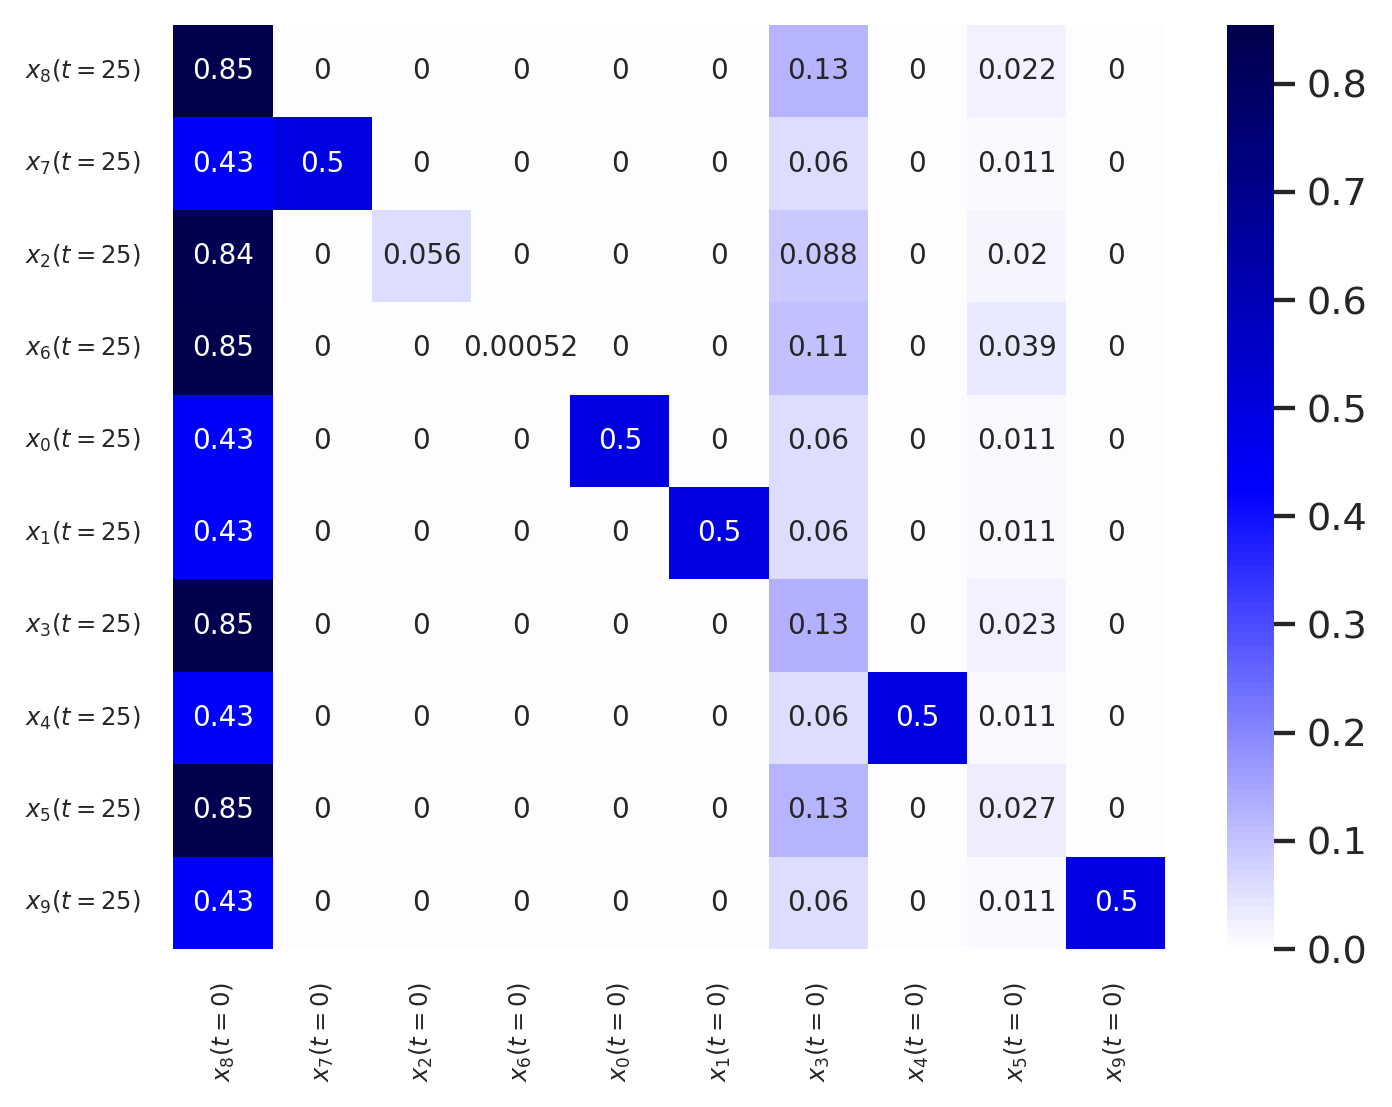 x₈(t = 25) 0.85 0 0 0 0 0 0.13 0 0.022 0
x₇(t = 25) 0.43 0.5 0 0 0 0 0.06 0 0.011 0
x₂(t = 25) 0.84 0 0.056 0 0 0 0.088 0 0.02 0
x₆(t = 25) 0.85 0 0 0.00052 0 0 0.11 0 0.039 0
x₀(t = 25) 0.43 0 0 0 0.5 0 0.06 0 0.011 0
x₁(t = 25) 0.43 0 0 0 0 0.5 0.06 0 0.011 0
x₃(t = 25) 0.85 0 0 0 0 0 0.13 0 0.023 0
x₄(t = 25) 0.43 0 0 0 0 0 0.06 0.5 0.011 0
x₅(t = 25) 0.85 0 0 0 0 0 0.13 0 0.027 0
x₉(t = 25) 0.43 0 0 0 0 0 0.06 0 0.011 0.5
x₈(t = 0)
x₇(t = 0)
x₂(t = 0)
x₆(t = 0)
x₀(t = 0)
x₁(t = 0)
x₃(t = 0)
x₄(t = 0)
x₅(t = 0)
x₉(t = 0)
0.8
0.7
0.6
0.5
0.4
0.3
0.2
0.1
0.0